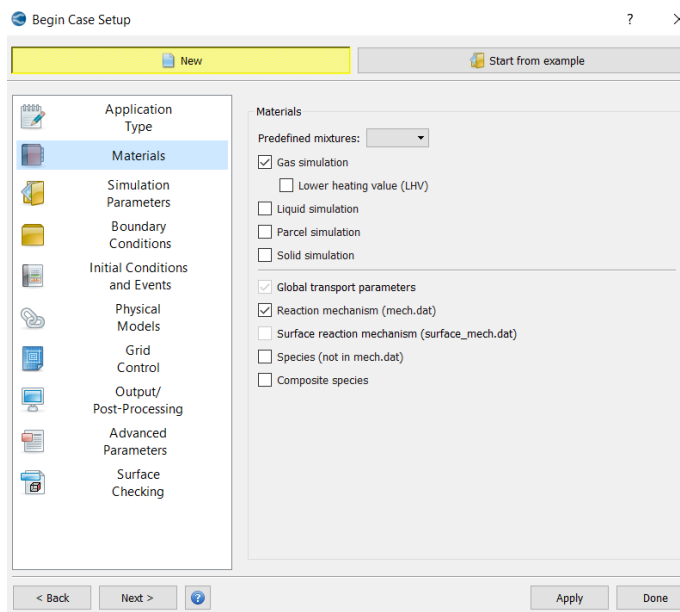 Begin Case Setup
?
New
Start from example
Application
Type
Materials
Simulation
Parameters
Boundary
Conditions
Initial Conditions
and Events
Physical
Models
Grid
Control
Output/
Post-Processing
Advanced
Parameters
Surface
Checking
Materials
Predefined mixtures:
Gas simulation
Lower heating value (LHV)
Liquid simulation
Parcel simulation
Solid simulation
Global transport parameters
Reaction mechanism (mech.dat)
Surface reaction mechanism (surface_mech.dat)
Species (not in mech.dat)
Composite species
< Back
Next >
?
Apply
Done